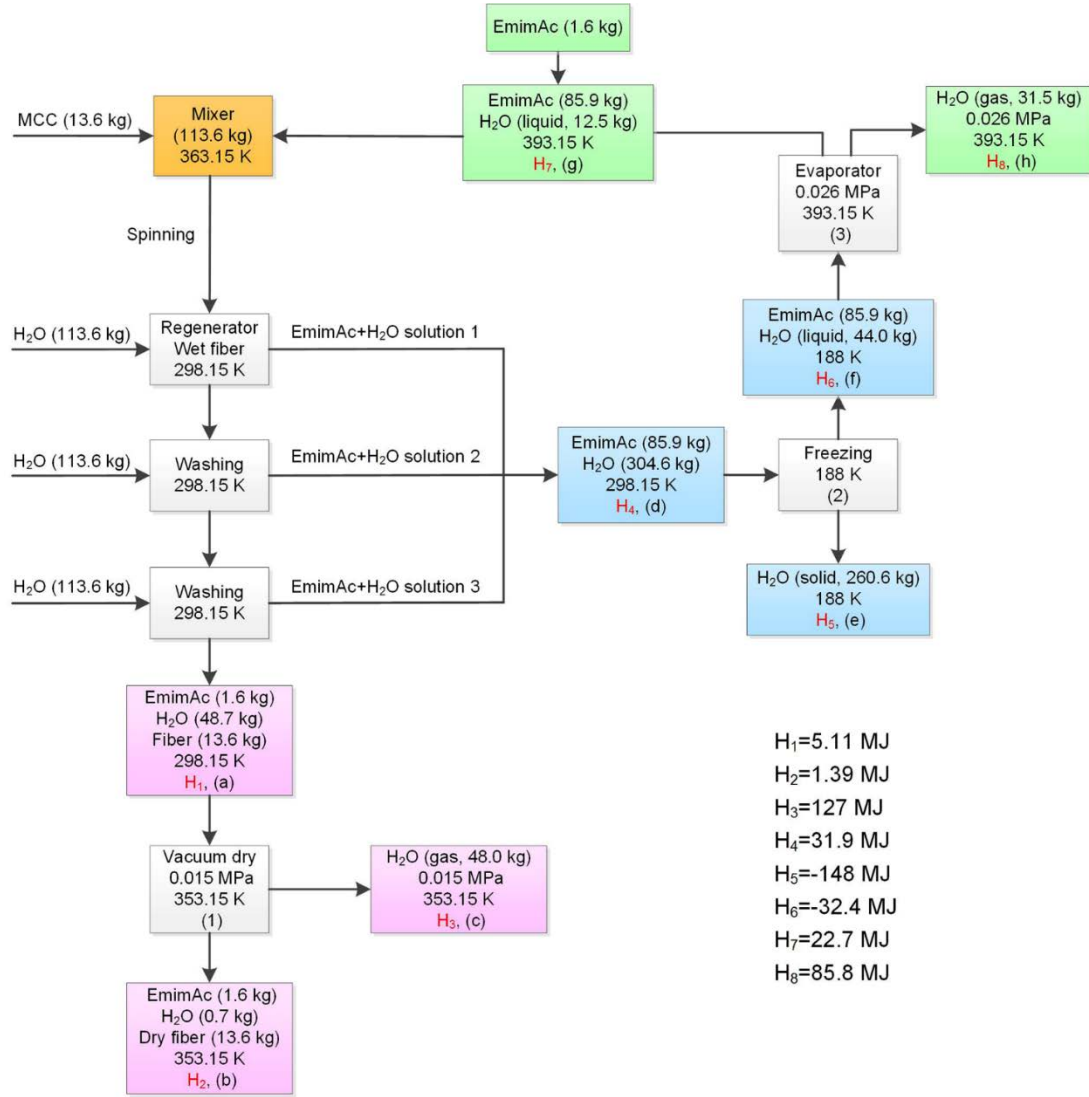 EmimAc (1.6 kg)
MCC (13.6 kg)
Mixer
(113.6 kg)
363.15 K
EmimAc (85.9 kg)
H₂O (liquid, 12.5 kg)
393.15 K
H₇, (g)
H₂O (gas, 31.5 kg)
0.026 MPa
393.15 K
H₈, (h)
Evaporator
0.026 MPa
393.15 K
(3)
Spinning
H₂O (113.6 kg)
Regenerator
Wet fiber
298.15 K
EmimAc+H₂O solution 1
EmimAc (85.9 kg)
H₂O (liquid, 44.0 kg)
188 K
H₆, (f)
H₂O (113.6 kg)
Washing
298.15 K
EmimAc+H₂O solution 2
EmimAc (85.9 kg)
H₂O (304.6 kg)
298.15 K
H₄, (d)
Freezing
188 K
(2)
H₂O (113.6 kg)
Washing
298.15 K
EmimAc+H₂O solution 3
H₂O (solid, 260.6 kg)
188 K
H₅, (e)
EmimAc (1.6 kg)
H₂O (48.7 kg)
Fiber (13.6 kg)
298.15 K
H₁, (a)
Vacuum dry
0.015 MPa
353.15 K
(1)
H₂O (gas, 48.0 kg)
0.015 MPa
353.15 K
H₃, (c)
EmimAc (1.6 kg)
H₂O (0.7 kg)
Dry fiber (13.6 kg)
353.15 K
H₂, (b)
H₁=5.11 MJ
H₂=1.39 MJ
H₃=127 MJ
H₄=31.9 MJ
H₅=-148 MJ
H₆=-32.4 MJ
H₇=22.7 MJ
H₈=85.8 MJ